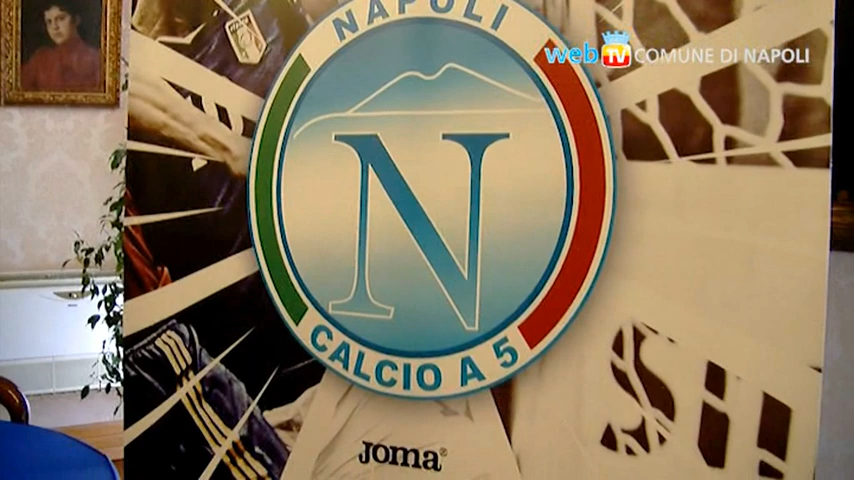 NAPOLI
web TV COMUNE DI NAPOLI
N
CALCIO A 5
joma